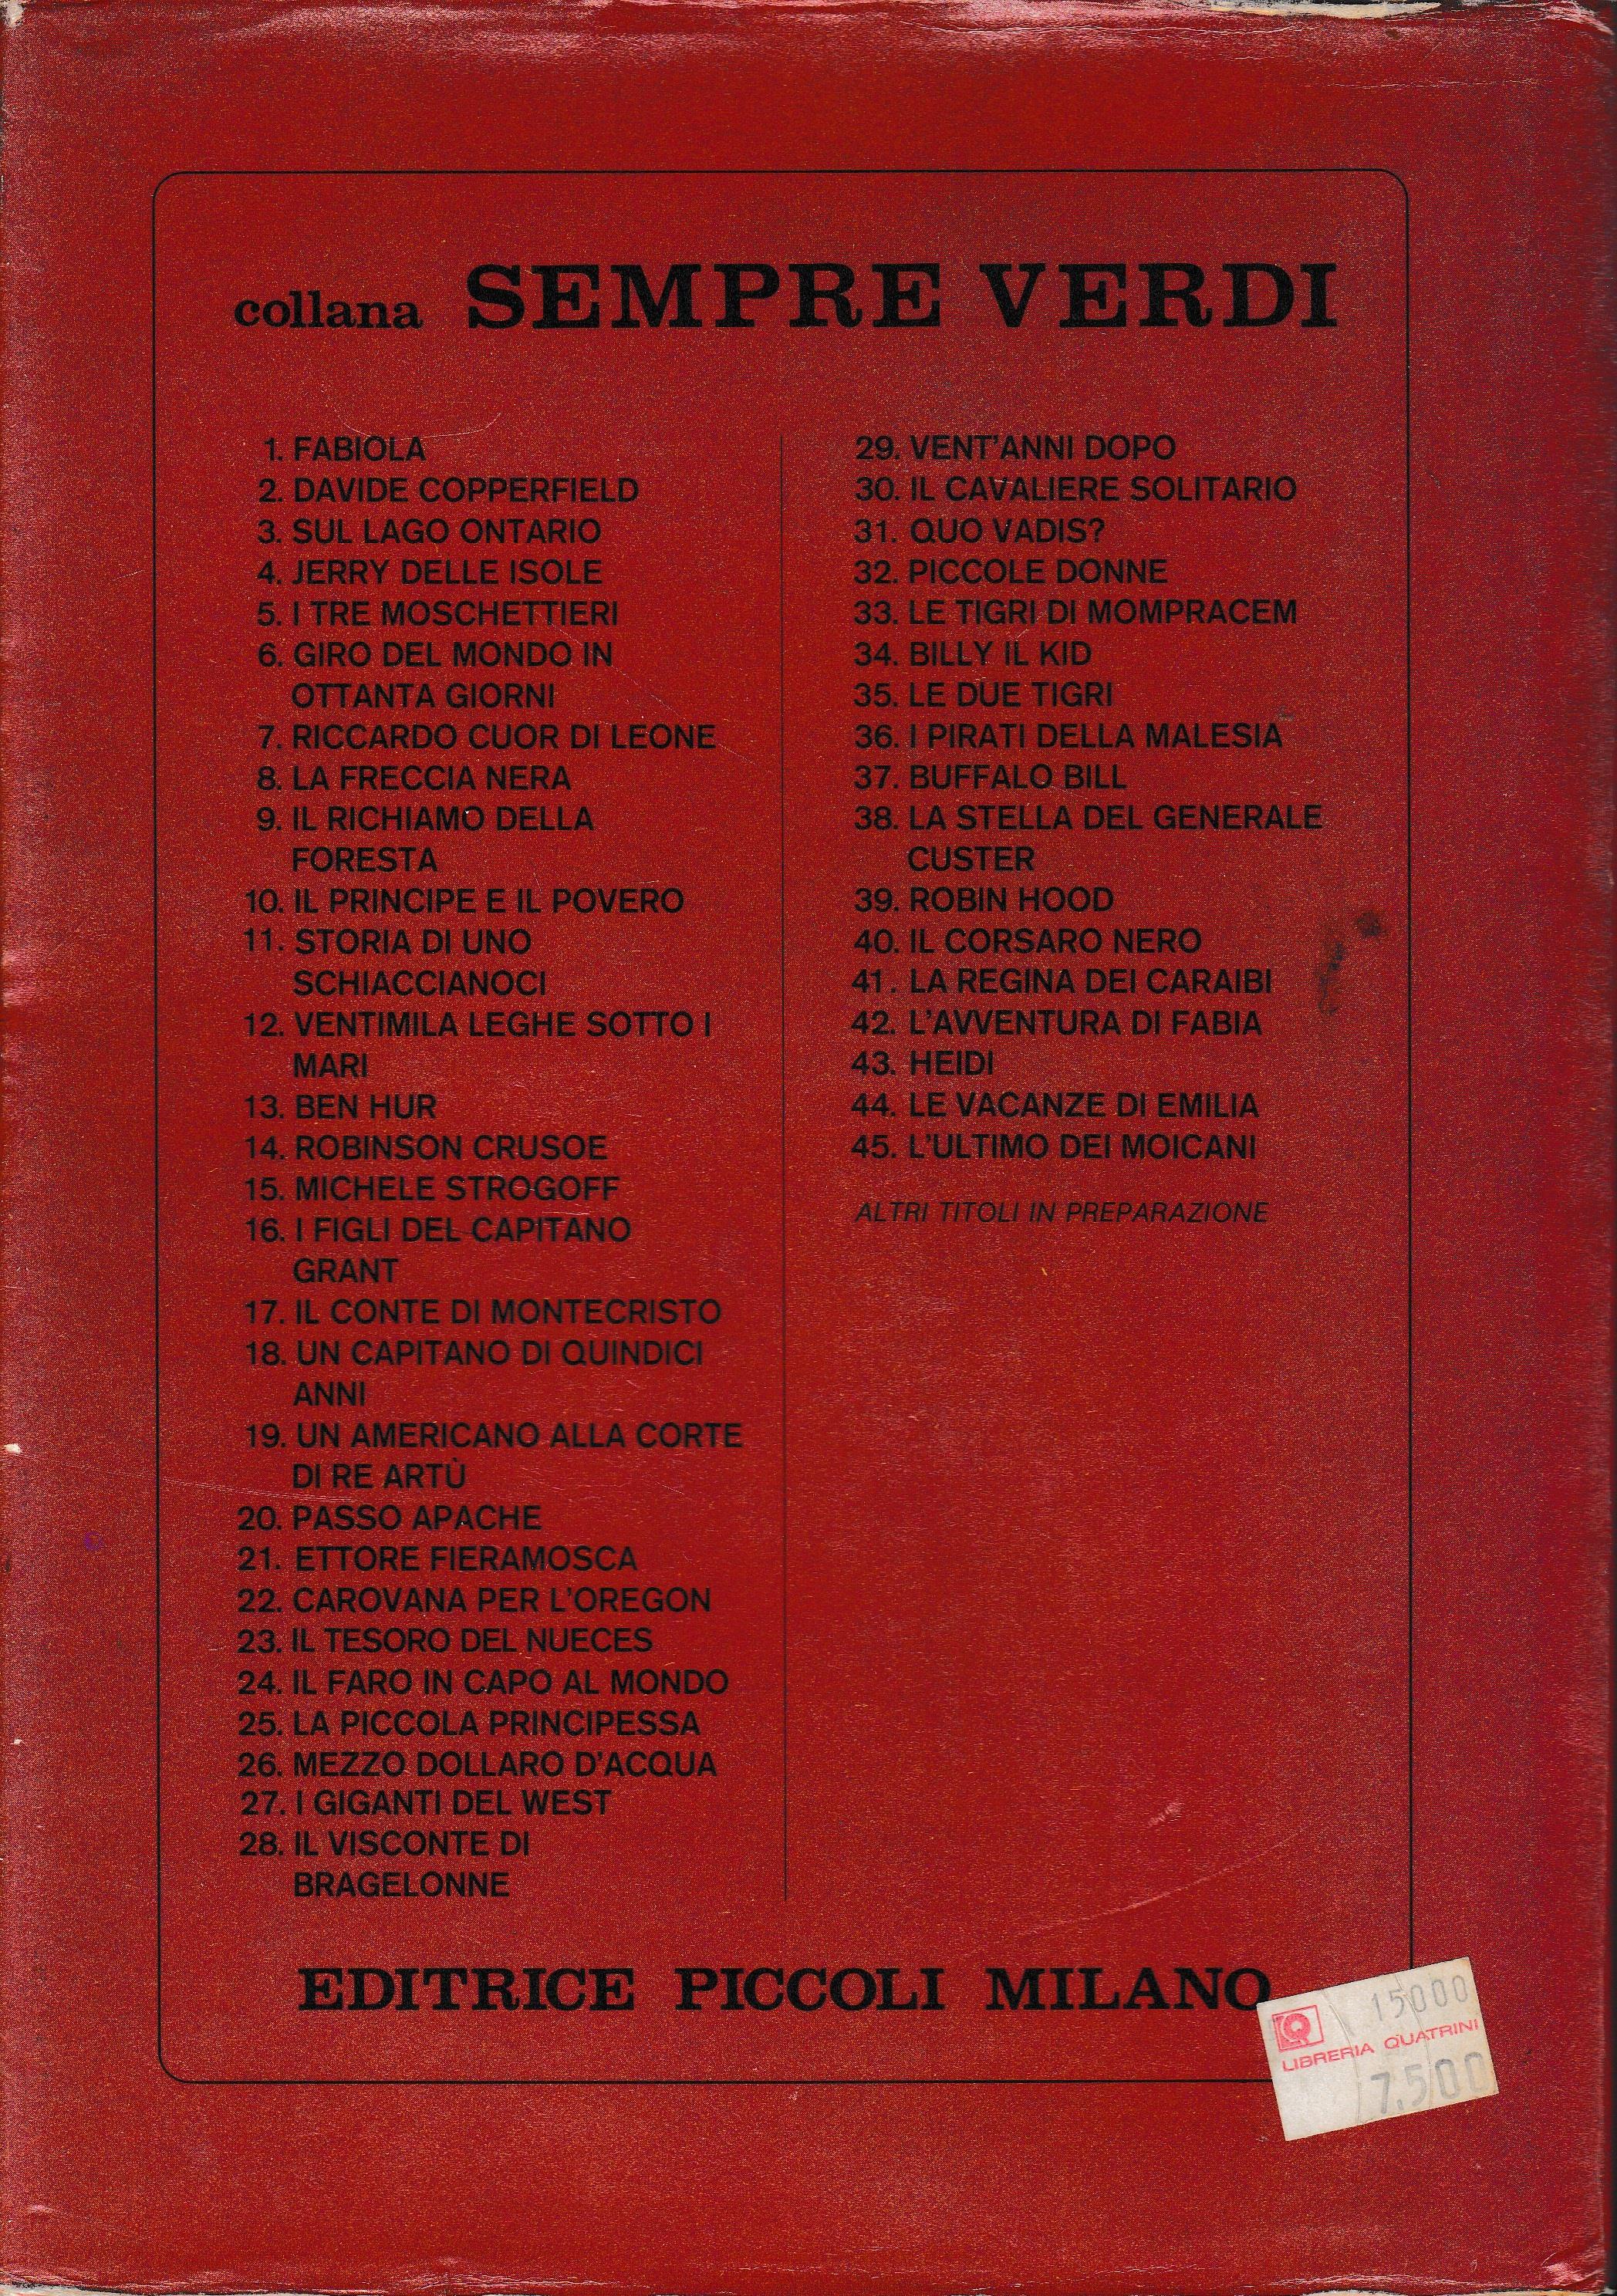 collana SEMPRE VERDI
1. FABIOLA
2. DAVIDE COPPERFIELD
3. SUL LAGO ONTARIO
4. JERRY DELLE ISOLE
5. I TRE MOSCHETTIERI
6. GIRO DEL MONDO IN
OTTANTA GIORNI
7. RICCARDO CUOR DI LEONE
8. LA FRECCIA NERA
9. IL RICHIAMO DELLA
FORESTA
10. IL PRINCIPE E IL POVERO
11. STORIA DI UNO
SCHIACCIANOCI
12. VENTIMILA LEGHE SOTTO I
MARI
13. BEN HUR
14. ROBINSON CRUSOE
15. MICHELE STROGOFF
16. I FIGLI DEL CAPITANO
GRANT
17. IL CONTE DI MONTECRISTO
18. UN CAPITANO DI QUINDICI
ANNI
19. UN AMERICANO ALLA CORTE
DI RE ARTÙ
20. PASSO APACHE
21. ETTORE FIERAMOSCA
22. CAROVANA PER L'OREGON
23. IL TESORO DEL NUECES
24. IL FARO IN CAPO AL MONDO
25. LA PICCOLA PRINCIPESSA
26. MEZZO DOLLARO D'ACQUA
27. I GIGANTI DEL WEST
28. IL VISCONTE DI
BRAGELONNE
29. VENT'ANNI DOPO
30. IL CAVALIERE SOLITARIO
31. QUO VADIS?
32. PICCOLE DONNE
33. LE TIGRI DI MOMPRACEM
34. BILLY IL KID
35. LE DUE TIGRI
36. I PIRATI DELLA MALESIA
37. BUFFALO BILL
38. LA STELLA DEL GENERALE
CUSTER
39. ROBIN HOOD
40. IL CORSARO NERO
41. LA REGINA DEI CARAIBI
42. L'AVVENTURA DI FABIA
43. HEIDI
44. LE VACANZE DI EMILIA
45. L'ULTIMO DEI MOICANI
ALTRI TITOLI IN PREPARAZIONE
EDITRICE PICCOLI MILANO
15000
LIBRERIA QUATRINI
7.500